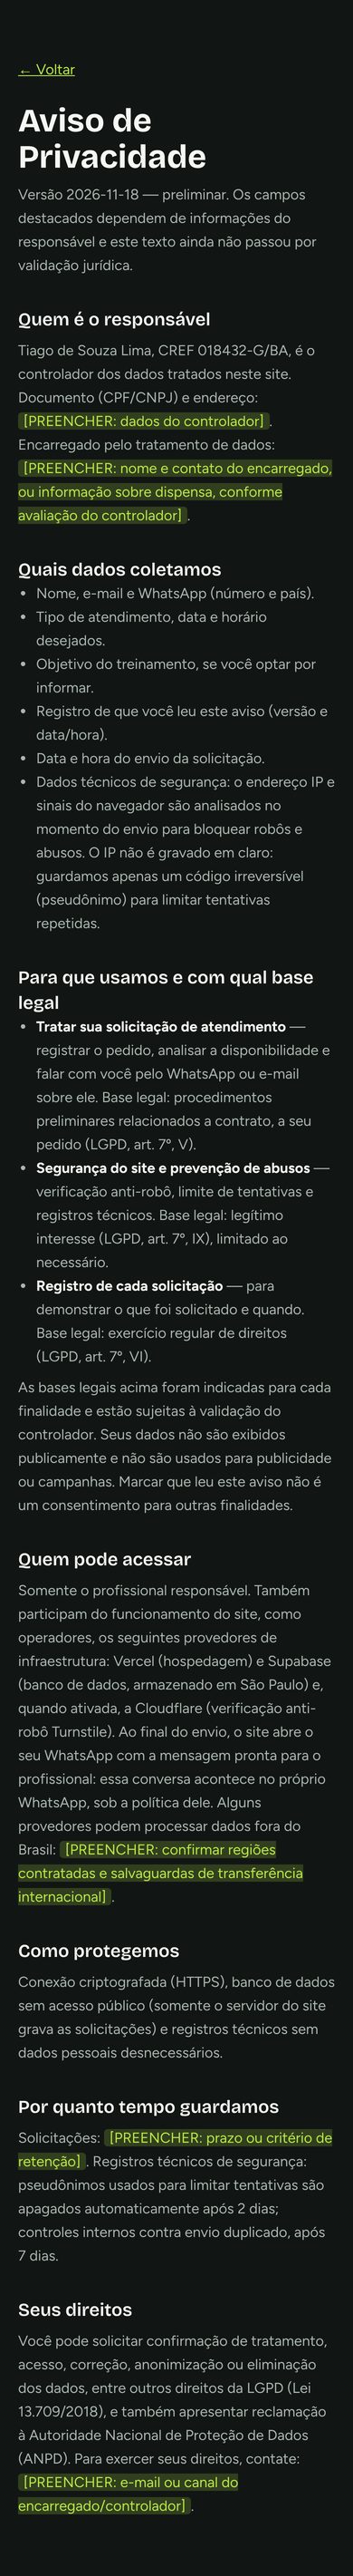 ← Voltar
Aviso de
Privacidade
Versão 2026-11-18 — preliminar. Os campos
destacados dependem de informações do
responsável e este texto ainda não passou por
validação jurídica.
Quem é o responsável
Tiago de Souza Lima, CREF 018432-G/BA, é o
controlador dos dados tratados neste site.
Documento (CPF/CNPJ) e endereço:
[PREENCHER: dados do controlador] .
Encarregado pelo tratamento de dados:
[PREENCHER: nome e contato do encarregado,
ou informação sobre dispensa, conforme
avaliação do controlador] .
Quais dados coletamos
• Nome, e-mail e WhatsApp (número e país).
• Tipo de atendimento, data e horário
desejados.
• Objetivo do treinamento, se você optar por
informar.
• Registro de que você leu este aviso (versão e
data/hora).
• Data e hora do envio da solicitação.
• Dados técnicos de segurança: o endereço IP e
sinais do navegador são analisados no
momento do envio para bloquear robôs e
abusos. O IP não é gravado em claro:
guardamos apenas um código irreversível
(pseudônimo) para limitar tentativas
repetidas.
Para que usamos e com qual base
legal
• Tratar sua solicitação de atendimento —
registrar o pedido, analisar a disponibilidade e
falar com você pelo WhatsApp ou e-mail
sobre ele. Base legal: procedimentos
preliminares relacionados a contrato, a seu
pedido (LGPD, art. 7º, V).
• Segurança do site e prevenção de abusos —
verificação anti-robô, limite de tentativas e
registros técnicos. Base legal: legítimo
interesse (LGPD, art. 7º, IX), limitado ao
necessário.
• Registro de cada solicitação — para
demonstrar o que foi solicitado e quando.
Base legal: exercício regular de direitos
(LGPD, art. 7º, VI).
As bases legais acima foram indicadas para cada
finalidade e estão sujeitas à validação do
controlador. Seus dados não são exibidos
publicamente e não são usados para publicidade
ou campanhas. Marcar que leu este aviso não é
um consentimento para outras finalidades.
Quem pode acessar
Somente o profissional responsável. Também
participam do funcionamento do site, como
operadores, os seguintes provedores de
infraestrutura: Vercel (hospedagem) e Supabase
(banco de dados, armazenado em São Paulo) e,
quando ativada, a Cloudflare (verificação anti-
robô Turnstile). Ao final do envio, o site abre o
seu WhatsApp com a mensagem pronta para o
profissional: essa conversa acontece no próprio
WhatsApp, sob a política dele. Alguns
provedores podem processar dados fora do
Brasil: [PREENCHER: confirmar regiões
contratadas e salvaguardas de transferência
internacional] .
Como protegemos
Conexão criptografada (HTTPS), banco de dados
sem acesso público (somente o servidor do site
grava as solicitações) e registros técnicos sem
dados pessoais desnecessários.
Por quanto tempo guardamos
Solicitações: [PREENCHER: prazo ou critério de
retenção] . Registros técnicos de segurança:
pseudônimos usados para limitar tentativas são
apagados automaticamente após 2 dias;
controles internos contra envio duplicado, após
7 dias.
Seus direitos
Você pode solicitar confirmação de tratamento,
acesso, correção, anonimização ou eliminação
dos dados, entre outros direitos da LGPD (Lei
13.709/2018), e também apresentar reclamação
à Autoridade Nacional de Proteção de Dados
(ANPD). Para exercer seus direitos, contate:
[PREENCHER: e-mail ou canal do
encarregado/controlador] .